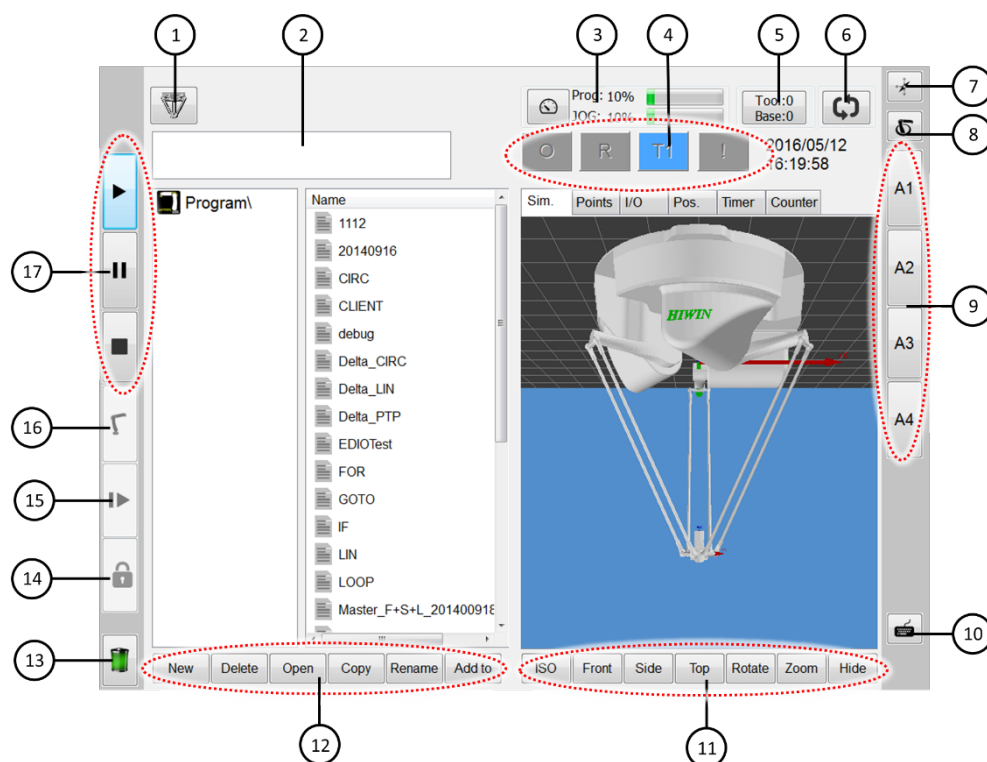 1
2
3
4
5
6
7
8
9
10
11
12
13
14
15
16
17
Prog: 10%
JOG: 10%
Tool:0
Base:0
O
R
T1
!
2016/05/12
16:19:58
Program\
Name
1112
20140916
CIRC
CLIENT
debug
Delta_CIRC
Delta_LIN
Delta_PTP
EDIOTest
FOR
GOTO
IF
LIN
LOOP
Master_F+S+L_201400918
Sim. Points I/O Pos. Timer Counter
HIWIN
A1
A2
A3
A4
New Delete Open Copy Rename Add to
ISO Front Side Top Rotate Zoom Hide